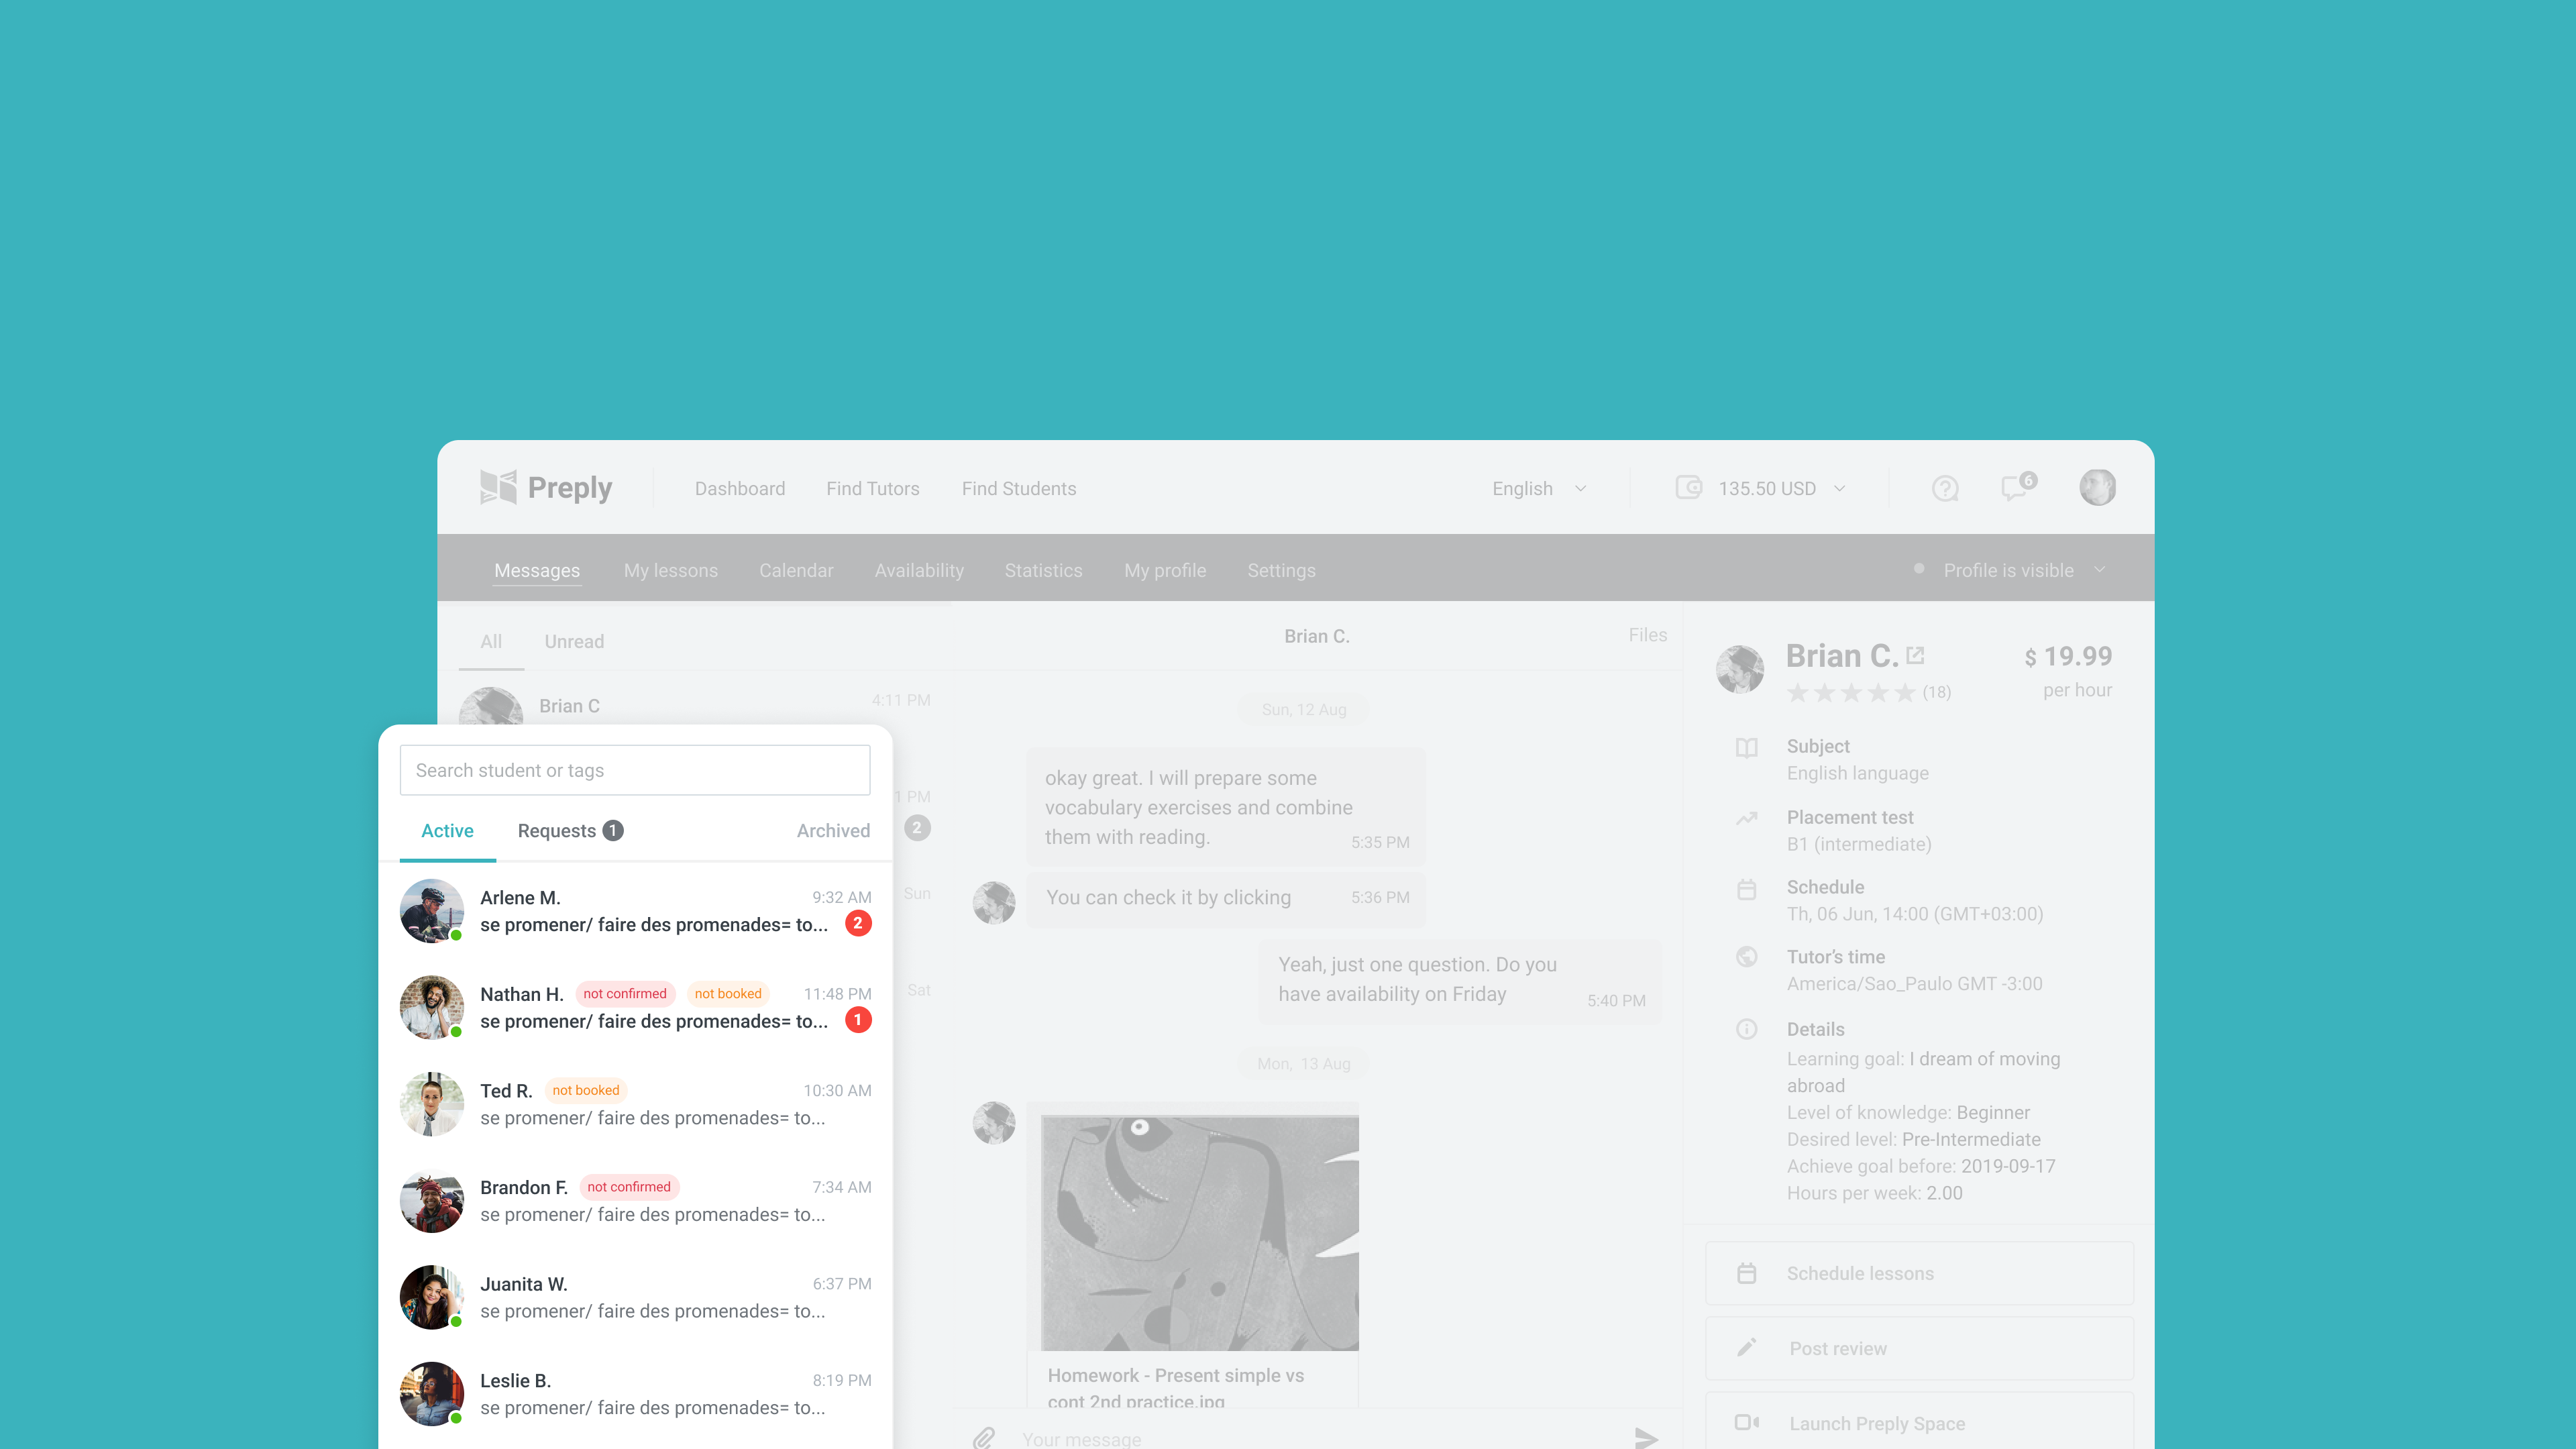 Preply
Dashboard
Find Tutors
Find Students
English
135.50 USD
6
Messages
My lessons
Calendar
Availability
Statistics
My profile
Settings
Profile is visible
All
Unread
Brian C
4:11 PM
1 PM
2
Sun
Sat
Search student or tags
Active
Requests 1
Archived
Arlene M.
9:32 AM
se promener/ faire des promenades= to...
2
Nathan H.
not confirmed
not booked
11:48 PM
se promener/ faire des promenades= to...
1
Ted R.
not booked
10:30 AM
se promener/ faire des promenades= to...
Brandon F.
not confirmed
7:34 AM
se promener/ faire des promenades= to...
Juanita W.
6:37 PM
se promener/ faire des promenades= to...
Leslie B.
8:19 PM
se promener/ faire des promenades= to...
Brian C.
Files
Sun, 12 Aug
okay great. I will prepare some
vocabulary exercises and combine
them with reading.
5:35 PM
You can check it by clicking
5:36 PM
Yeah, just one question. Do you
have availability on Friday
5:40 PM
Mon, 13 Aug
Homework - Present simple vs
cont 2nd practice.jpg
Your message
Brian C.
$ 19.99
(18)
per hour
Subject
English language
Placement test
B1 (intermediate)
Schedule
Th, 06 Jun, 14:00 (GMT+03:00)
Tutor's time
America/Sao_Paulo GMT -3:00
Details
Learning goal: I dream of moving
abroad
Level of knowledge: Beginner
Desired level: Pre-Intermediate
Achieve goal before: 2019-09-17
Hours per week: 2.00
Schedule lessons
Post review
Launch Preply Space